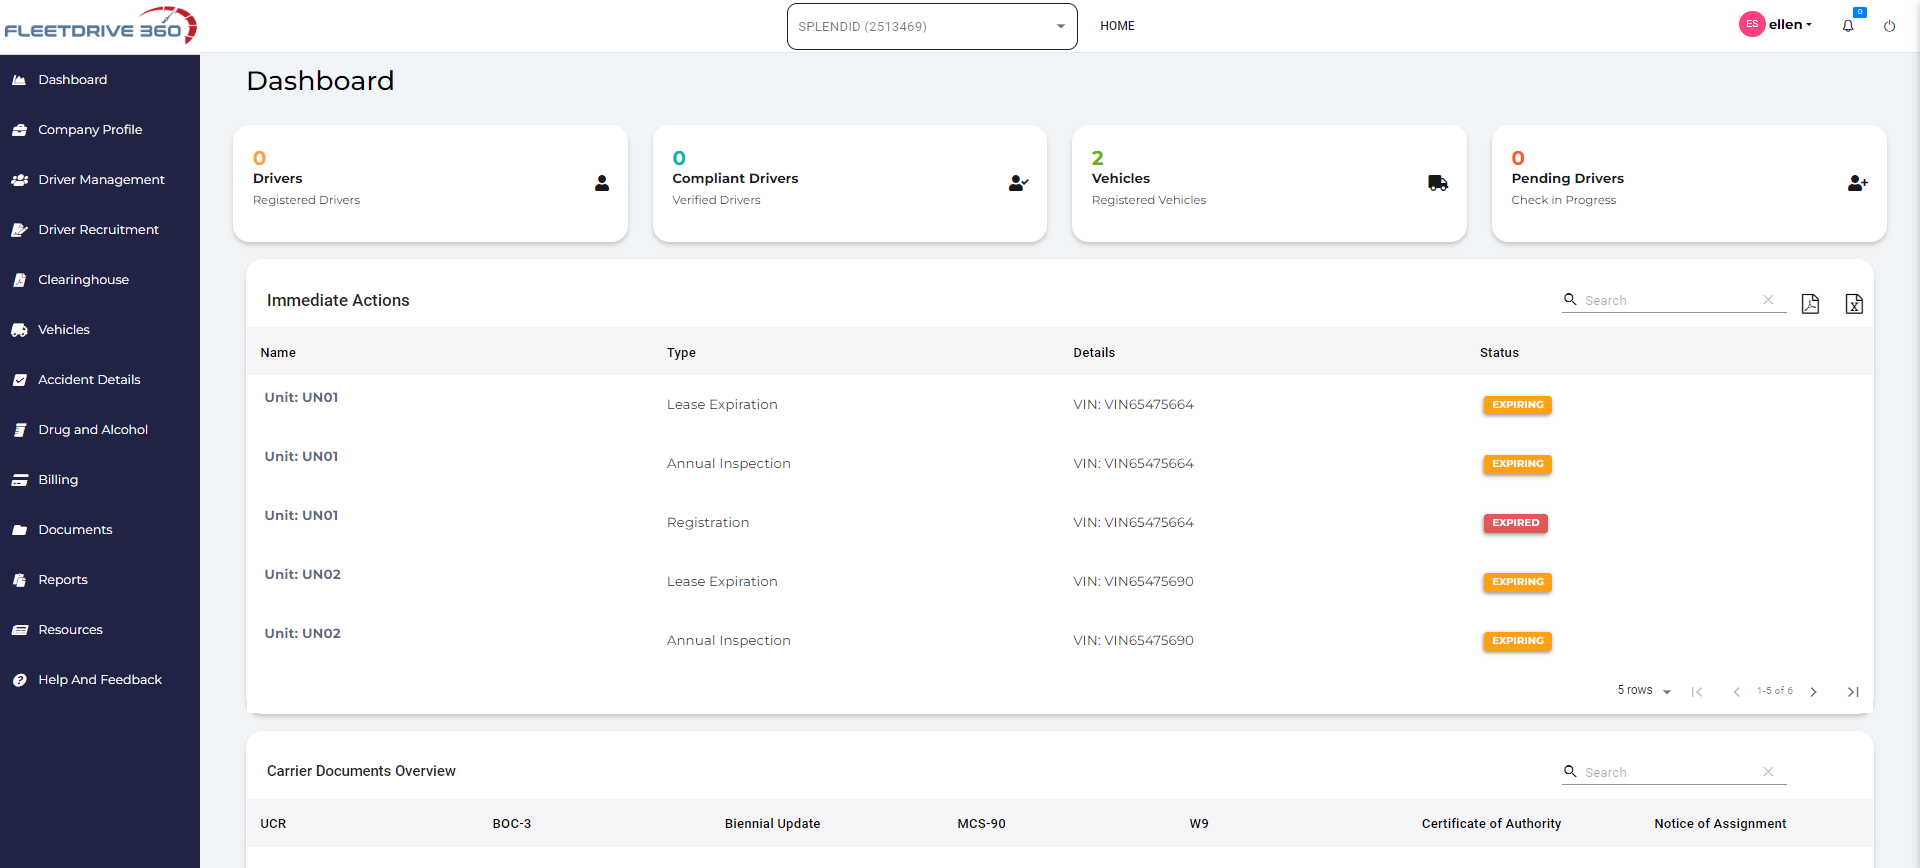 FLEETDRIVE 360
SPLENDID (2513469)
HOME
ES
ellen
0
Dashboard
Company Profile
Driver Management
Driver Recruitment
Clearinghouse
Vehicles
Accident Details
Drug and Alcohol
Billing
Documents
Reports
Resources
Help And Feedback
Dashboard
0
Drivers
Registered Drivers
0
Compliant Drivers
Verified Drivers
2
Vehicles
Registered Vehicles
0
Pending Drivers
Check in Progress
Immediate Actions
Search
Name Type Details Status
Unit: UN01 Lease Expiration VIN: VIN65475664 EXPIRING
Unit: UN01 Annual Inspection VIN: VIN65475664 EXPIRING
Unit: UN01 Registration VIN: VIN65475664 EXPIRED
Unit: UN02 Lease Expiration VIN: VIN65475690 EXPIRING
Unit: UN02 Annual Inspection VIN: VIN65475690 EXPIRING
5 rows 1-5 of 6
Carrier Documents Overview
Search
UCR BOC-3 Biennial Update MCS-90 W9 Certificate of Authority Notice of Assignment